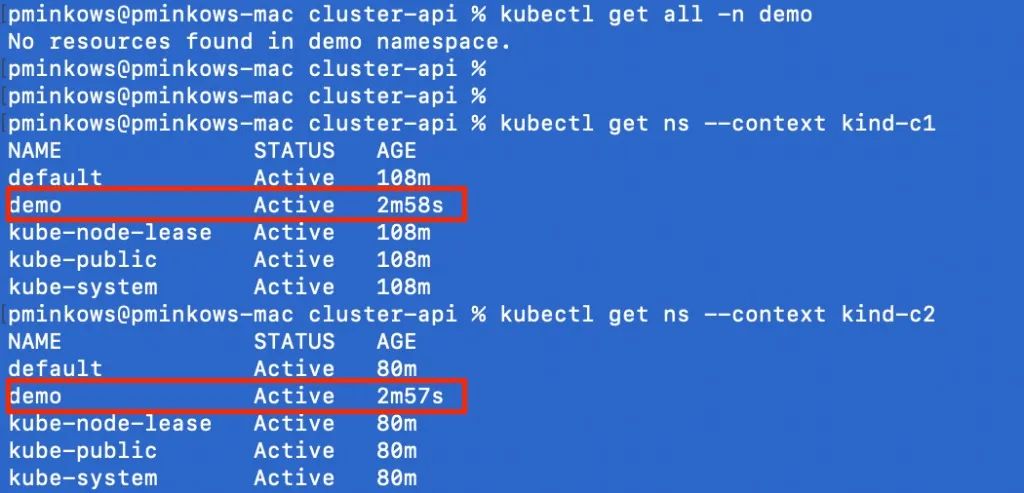 pminkows@pminkows-mac cluster-api % kubectl get all -n demo
No resources found in demo namespace.
pminkows@pminkows-mac cluster-api %
pminkows@pminkows-mac cluster-api %
pminkows@pminkows-mac cluster-api % kubectl get ns --context kind-c1
NAME STATUS AGE
default Active 108m
demo Active 2m58s
kube-node-lease Active 108m
kube-public Active 108m
kube-system Active 108m
pminkows@pminkows-mac cluster-api % kubectl get ns --context kind-c2
NAME STATUS AGE
default Active 80m
demo Active 2m57s
kube-node-lease Active 80m
kube-public Active 80m
kube-system Active 80m